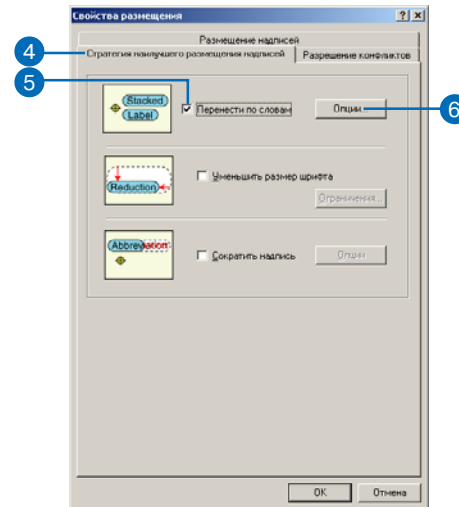 Свойства размещения
Размещение надписей
4
Стратегия наилучшего размещения надписей
Разрешение конфликтов
5
Stacked
Label
Перенести по словам
Опции...
6
Reduction
Уменьшить размер шрифта
Ограничения...
Abbreviation
Сократить надпись
Опции
OK
Отмена